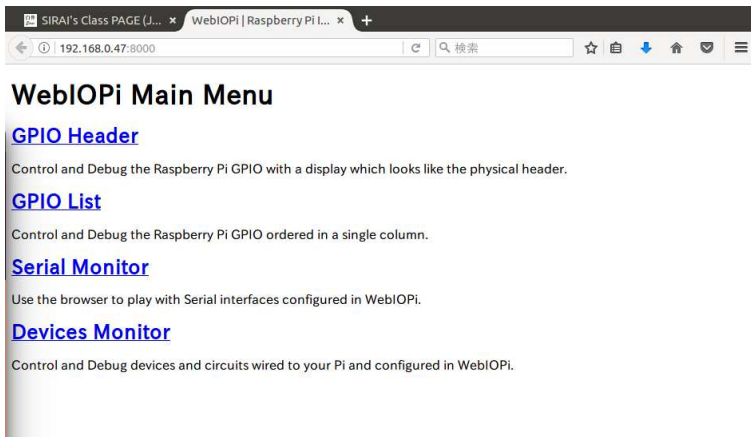 SIRAI's Class PAGE (J... × WebIOPi | Raspberry Pi I... ×
192.168.0.47:8000 検索
WebIOPi Main Menu
GPIO Header
Control and Debug the Raspberry Pi GPIO with a display which looks like the physical header.
GPIO List
Control and Debug the Raspberry Pi GPIO ordered in a single column.
Serial Monitor
Use the browser to play with Serial interfaces configured in WebIOPi.
Devices Monitor
Control and Debug devices and circuits wired to your Pi and configured in WebIOPi.